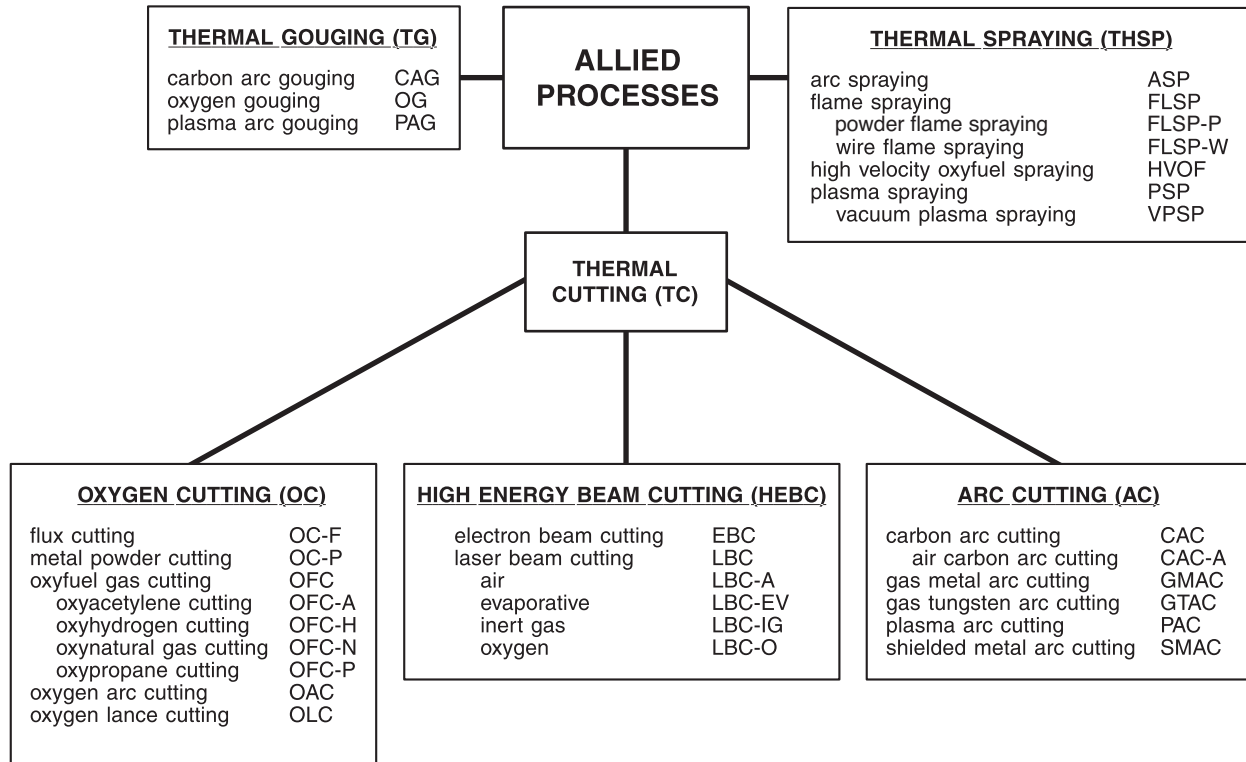 THERMAL GOUGING (TG)
carbon arc gouging CAG
oxygen gouging OG
plasma arc gouging PAG
ALLIED
PROCESSES
THERMAL SPRAYING (THSP)
arc spraying ASP
flame spraying FLSP
powder flame spraying FLSP-P
wire flame spraying FLSP-W
high velocity oxyfuel spraying HVOF
plasma spraying PSP
vacuum plasma spraying VPSP
THERMAL
CUTTING (TC)
OXYGEN CUTTING (OC)
flux cutting OC-F
metal powder cutting OC-P
oxyfuel gas cutting OFC
oxyacetylene cutting OFC-A
oxyhydrogen cutting OFC-H
oxynatural gas cutting OFC-N
oxypropane cutting OFC-P
oxygen arc cutting OAC
oxygen lance cutting OLC
HIGH ENERGY BEAM CUTTING (HEBC)
electron beam cutting EBC
laser beam cutting LBC
air LBC-A
evaporative LBC-EV
inert gas LBC-IG
oxygen LBC-O
ARC CUTTING (AC)
carbon arc cutting CAC
air carbon arc cutting CAC-A
gas metal arc cutting GMAC
gas tungsten arc cutting GTAC
plasma arc cutting PAC
shielded metal arc cutting SMAC